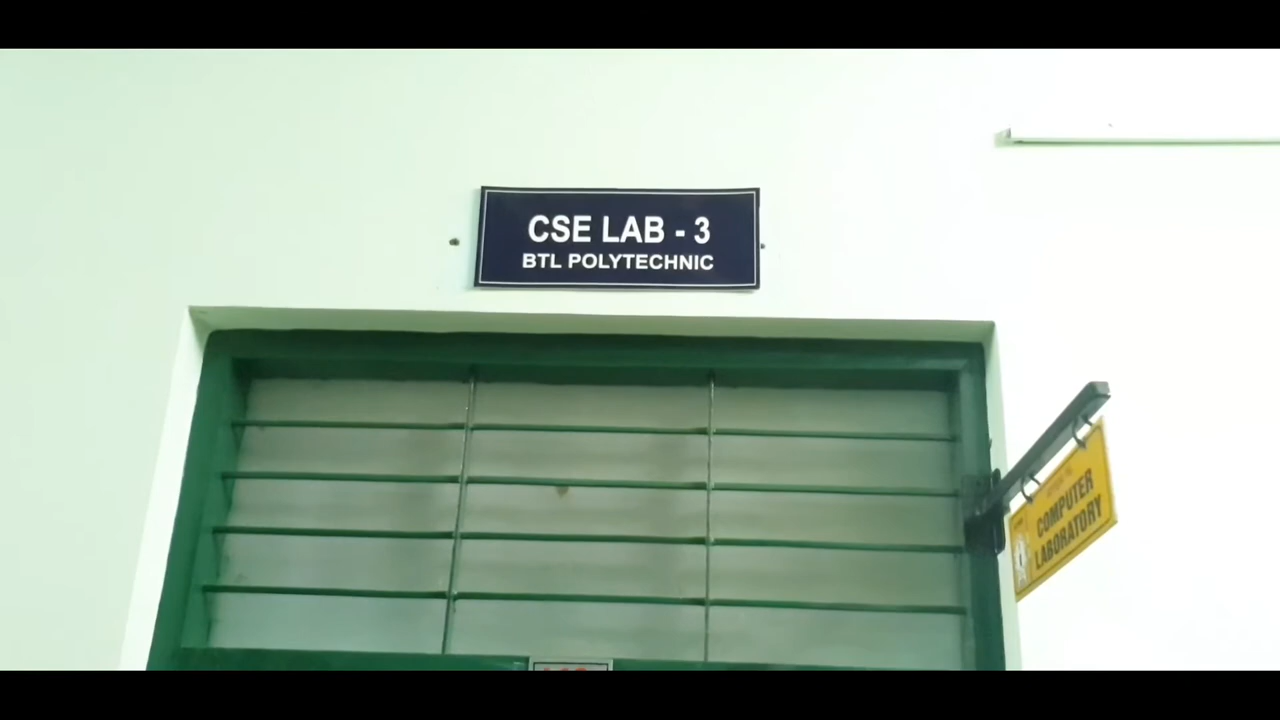 CSE LAB - 3
BTL POLYTECHNIC
COMPUTER
LABORATORY